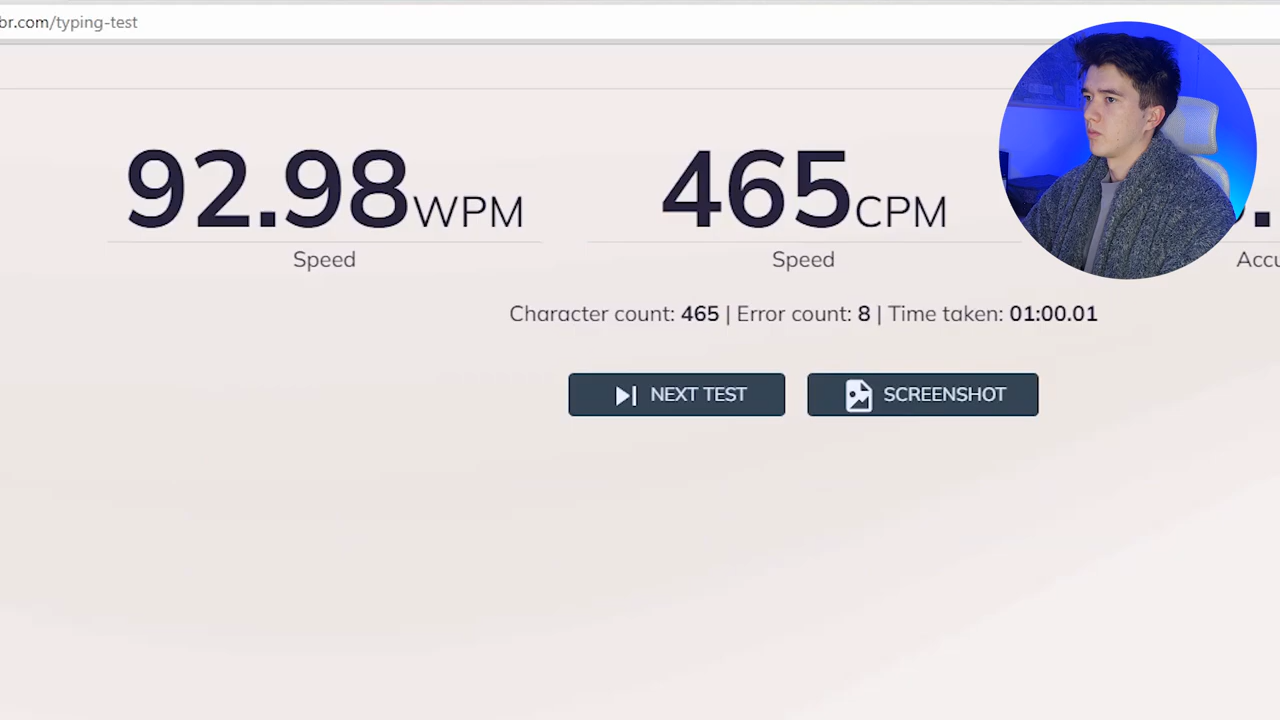 br.com/typing-test
92.98WPM
465CPM
Speed
Speed
Accu
Character count: 465 | Error count: 8 | Time taken: 01:00.01
NEXT TEST
SCREENSHOT